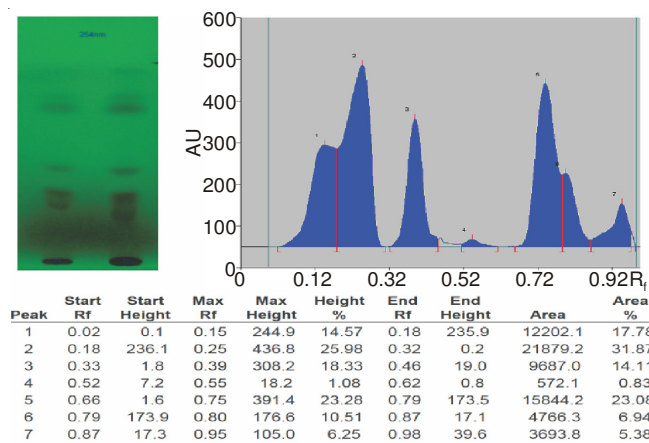 254nm
600
500
400
300
200
100
0
AU
1
2
3
4
5
6
7
0.12 0.32 0.52 0.72 0.92 Rf
Peak Start Rf Start Height Max Rf Max Height Height % End Rf End Height Area Area %
1 0.02 0.1 0.15 244.9 14.57 0.18 235.9 12202.1 17.78
2 0.18 236.1 0.25 436.8 25.98 0.32 0.2 21879.2 31.87
3 0.33 1.8 0.39 308.2 18.33 0.46 19.0 9687.0 14.11
4 0.52 7.2 0.55 18.2 1.08 0.62 0.8 572.1 0.83
5 0.66 1.6 0.75 391.4 23.28 0.79 173.5 15844.2 23.08
6 0.79 173.9 0.80 176.6 10.51 0.87 17.1 4766.3 6.94
7 0.87 17.3 0.95 105.0 6.25 0.98 39.6 3693.8 5.38